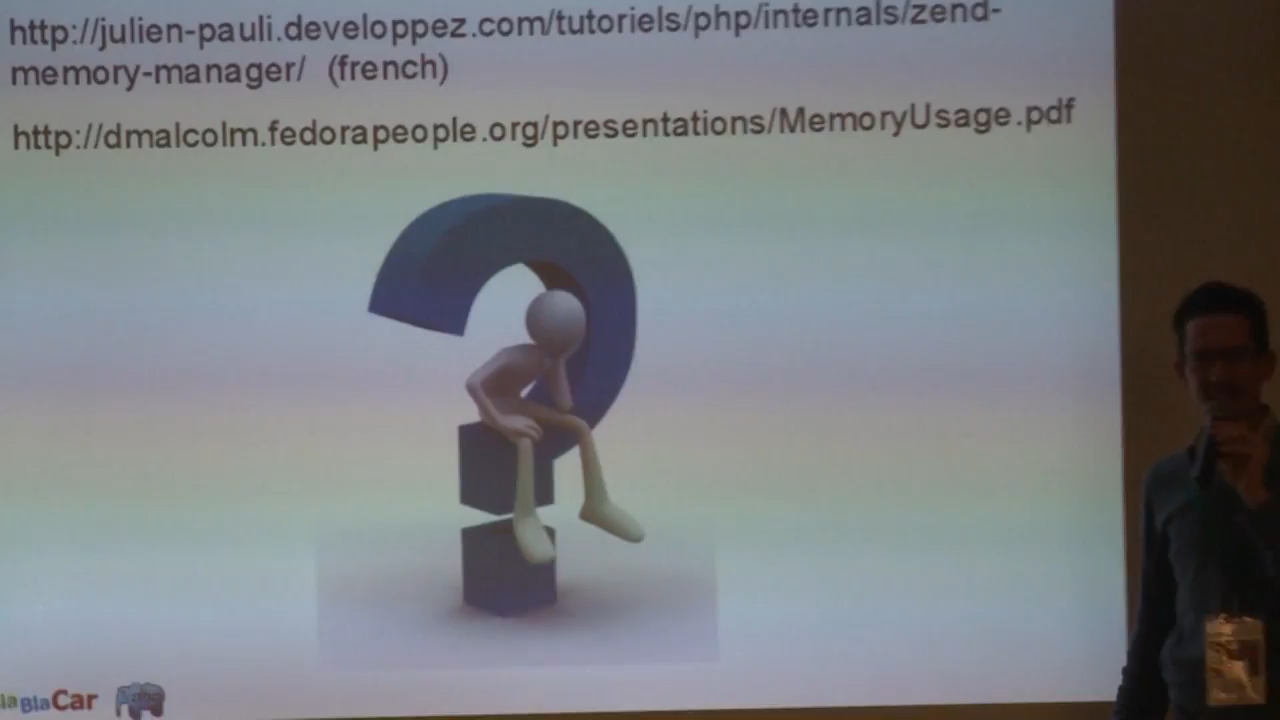 http://julien-pauli.developpez.com/tutoriels/php/internals/zend-
memory-manager/ (french)
http://dmalcolm.fedorapeople.org/presentations/MemoryUsage.pdf
laBlaCar